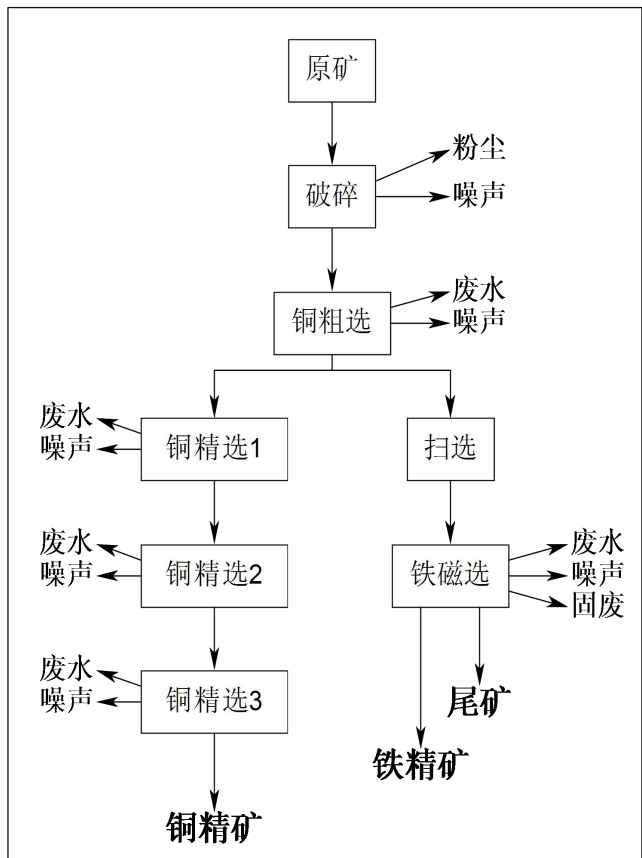 原矿
破碎
粉尘
噪声
铜粗选
废水
噪声
废水
噪声
铜精选1
扫选
废水
噪声
铜精选2
铁磁选
废水
噪声
固废
废水
噪声
铜精选3
尾矿
铁精矿
铜精矿